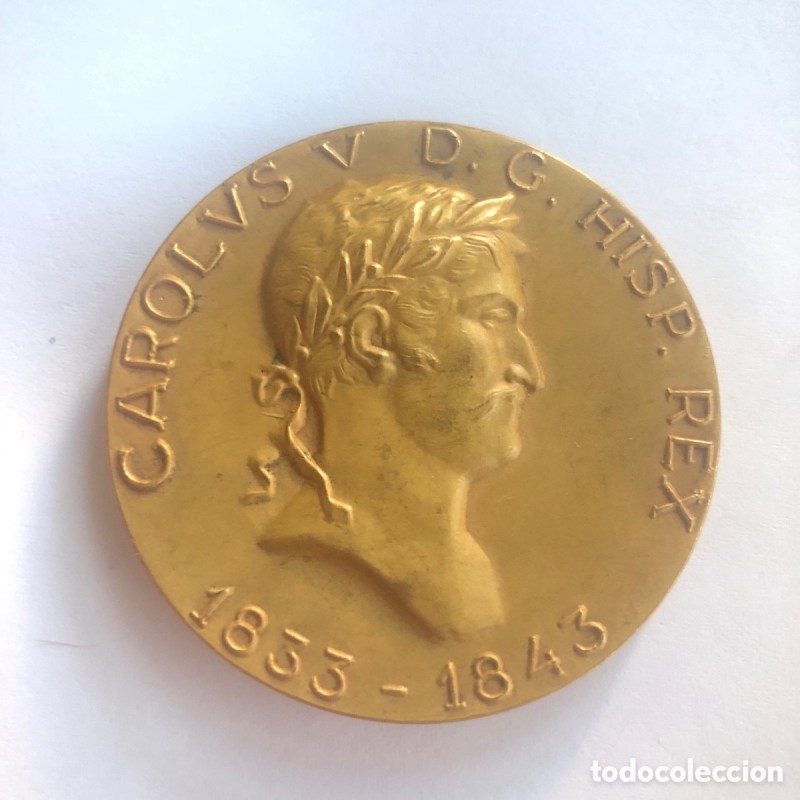 CAROLVS V D. G. HISP. REX
1833 - 1843
todocoleccion